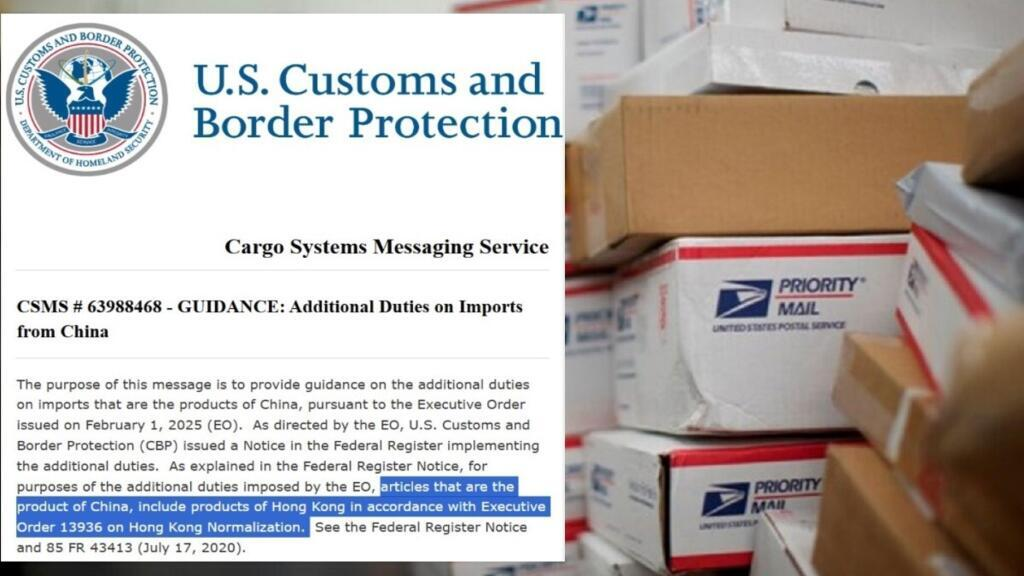 U.S. CUSTOMS AND BORDER PROTECTION
DEPARTMENT OF HOMELAND SECURITY
U.S. Customs and
Border Protection
Cargo Systems Messaging Service
CSMS # 63988468 - GUIDANCE: Additional Duties on Imports
from China
The purpose of this message is to provide guidance on the additional duties
on imports that are the products of China, pursuant to the Executive Order
issued on February 1, 2025 (EO).  As directed by the EO, U.S. Customs and
Border Protection (CBP) issued a Notice in the Federal Register implementing
the additional duties.  As explained in the Federal Register Notice, for
purposes of the additional duties imposed by the EO, articles that are the
product of China, include products of Hong Kong in accordance with Executive
Order 13936 on Hong Kong Normalization.  See the Federal Register Notice
and 85 FR 43413 (July 17, 2020).
PRIORITY®
MAIL
UNITED STATES POSTAL SERVICE
PRIORITY
MAIL